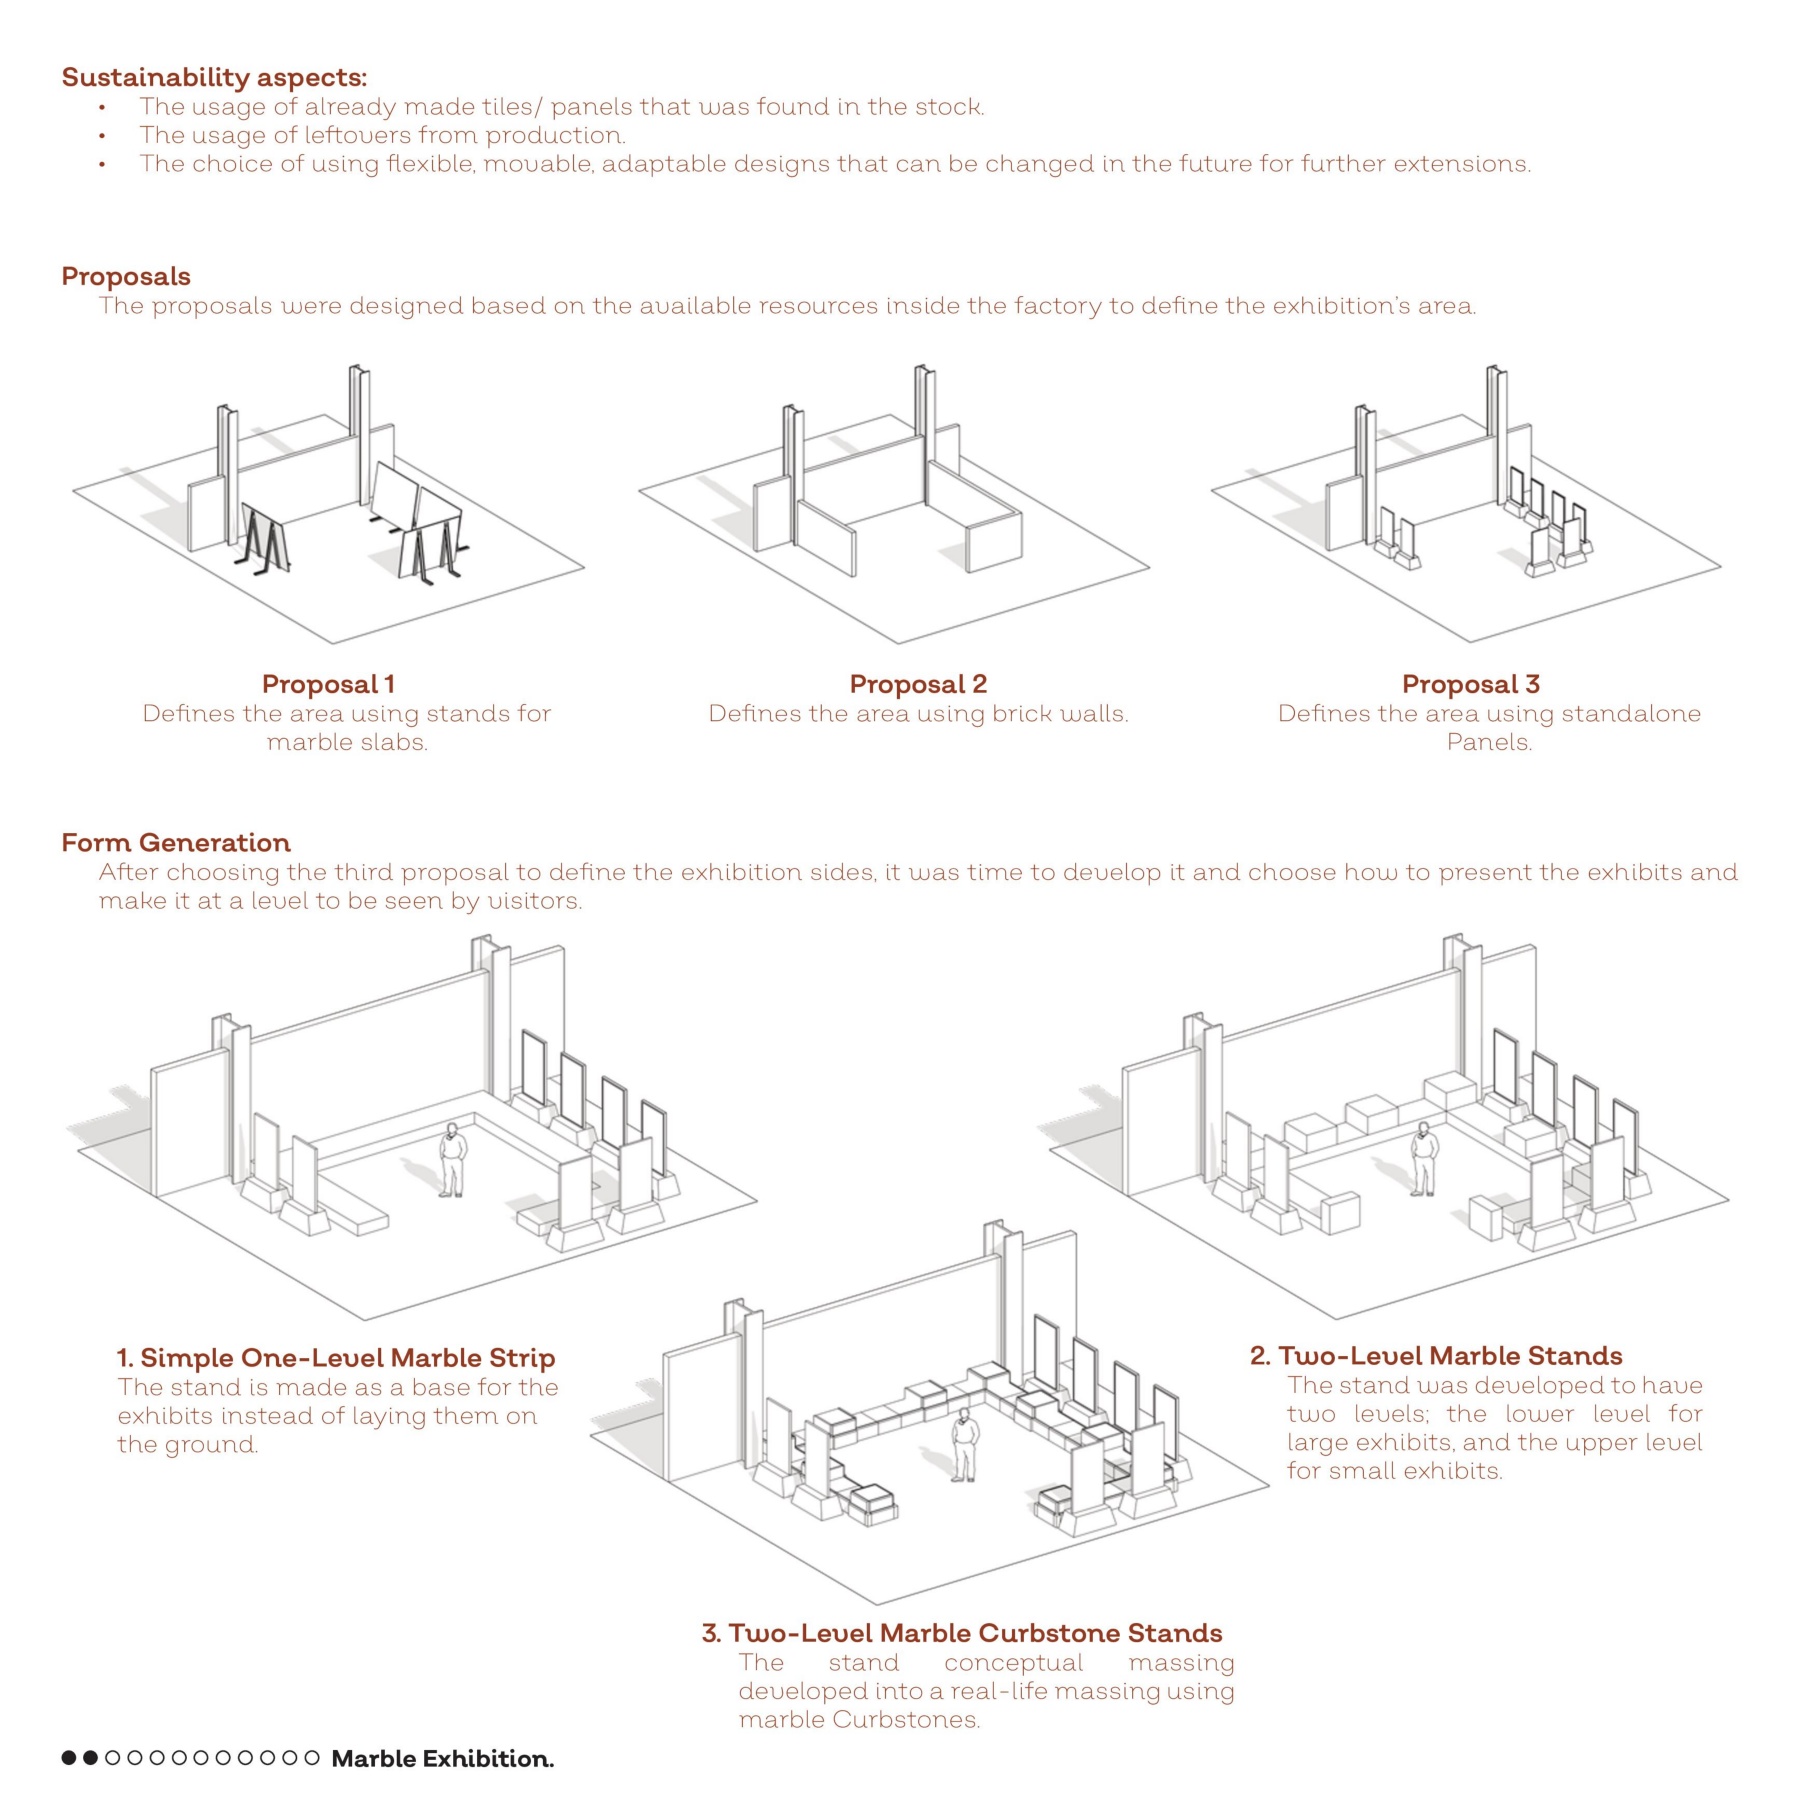 Sustainability aspects:
• The usage of already made tiles/ panels that was found in the stock.
• The usage of leftovers from production.
• The choice of using flexible, movable, adaptable designs that can be changed in the future for further extensions.
Proposals
The proposals were designed based on the available resources inside the factory to define the exhibition's area.
Proposal 1
Defines the area using stands for
marble slabs.
Proposal 2
Defines the area using brick walls.
Proposal 3
Defines the area using standalone
Panels.
Form Generation
After choosing the third proposal to define the exhibition sides, it was time to develop it and choose how to present the exhibits and
make it at a level to be seen by visitors.
1. Simple One-Level Marble Strip
The stand is made as a base for the
exhibits instead of laying them on
the ground.
2. Two-Level Marble Stands
The stand was developed to have
two levels; the lower level for
large exhibits, and the upper level
for small exhibits.
3. Two-Level Marble Curbstone Stands
The stand conceptual massing
developed into a real-life massing using
marble Curbstones.
Marble Exhibition.